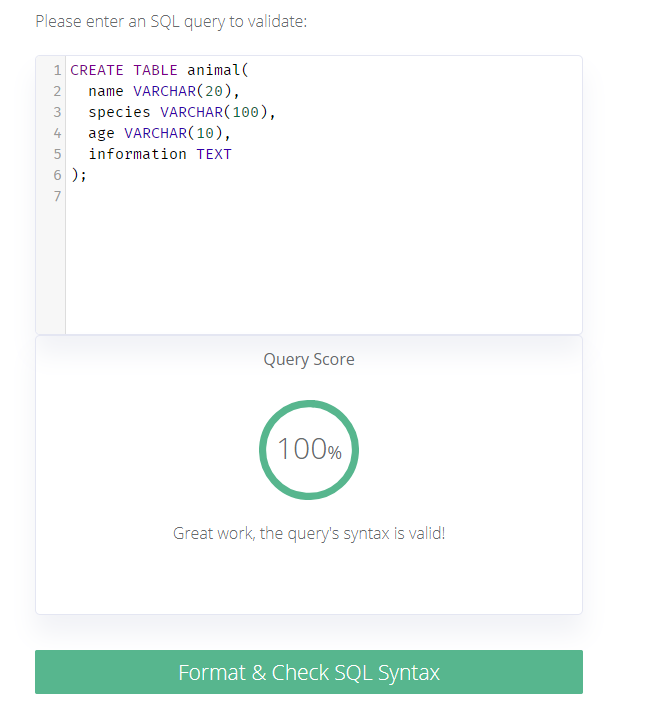 Please enter an SQL query to validate:
1 CREATE TABLE animal(
2 name VARCHAR(20),
3 species VARCHAR(100),
4 age VARCHAR(10),
5 information TEXT
6 );
7
Query Score
100%
Great work, the query's syntax is valid!
Format & Check SQL Syntax